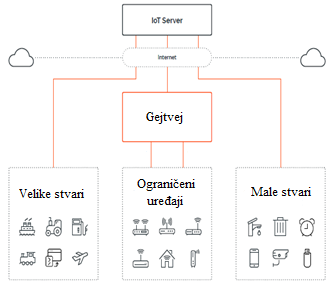 IoT Server
Internet
Gejtvej
Velike stvari
Ograničeni
uređaji
Male stvari